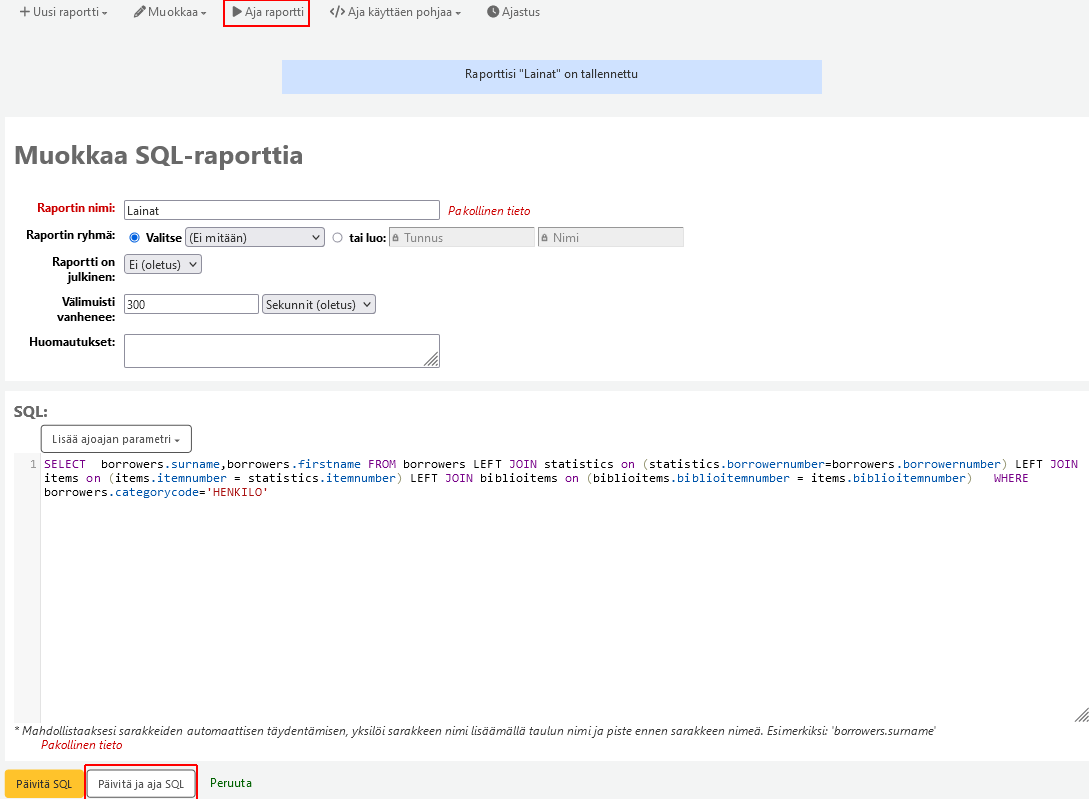 Uusi raportti Muokkaa Aja raportti Aja käyttäen pohjaa Ajastus
Raporttisi "Lainat" on tallennettu
Muokkaa SQL-raporttia
Raportin nimi: Lainat Pakollinen tieto
Raportin ryhmä: Valitse (Ei mitään) tai luo: Tunnus Nimi
Raportti on julkinen: Ei (oletus)
Välimuisti vanhenee: 300 Sekunnit (oletus)
Huomautukset:
SQL:
Lisää ajoajan parametri
1 SELECT  borrowers.surname,borrowers.firstname FROM borrowers LEFT JOIN statistics on (statistics.borrowernumber=borrowers.borrowernumber) LEFT JOIN
items on (items.itemnumber = statistics.itemnumber) LEFT JOIN biblioitems on (biblioitems.biblioitemnumber = items.biblioitemnumber)   WHERE
borrowers.categorycode='HENKILO'
* Mahdollistaaksesi sarakkeiden automaattisen täydentämisen, yksilöi sarakkeen nimi lisäämällä taulun nimi ja piste ennen sarakkeen nimeä. Esimerkiksi: 'borrowers.surname'
Pakollinen tieto
Päivitä SQL Päivitä ja aja SQL Peruuta